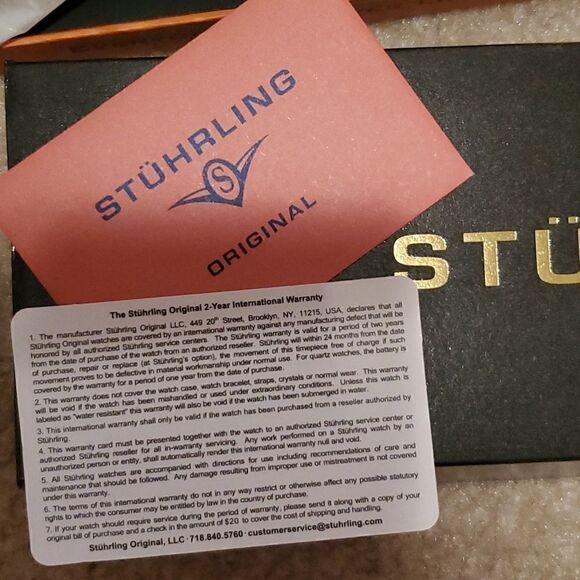 STÜHRLING
S
ORIGINAL
STÜ
The Stührling Original 2-Year International Warranty
1. The manufacturer Stührling Original LLC, 449 20th Street, Brooklyn, NY, 11215, USA, declares that all
Stührling Original watches are covered by an international warranty against any manufacturing defect that will be
honored by all authorized Stührling service centers. The Stührling warranty is valid for a period of two years
from the date of purchase of the watch from an authorized reseller. Stührling will within 24 months from the date
of purchase, repair or replace (at Stührling's option), the movement of this timepiece free of charge if such
movement proves to be defective in material workmanship under normal use. For quartz watches, the battery is
covered by the warranty for a period of one year from the date of purchase.
2. This warranty does not cover the watch case, watch bracelet, straps, crystals or normal wear. This warranty
will be void if the watch has been mishandled or used under extraordinary conditions. Unless this watch is
labeled as "water resistant" this warranty will also be void if the watch has been submerged in water.
3. This international warranty shall only be valid if the watch has been purchased from a reseller authorized by
Stührling.
4. This warranty card must be presented together with the watch to an authorized Stührling service center or
authorized Stührling reseller for all in-warranty servicing. Any work performed on a Stührling watch by an
unauthorized person or entity, shall automatically render this international warranty null and void.
5. All Stührling watches are accompanied with directions for use including recommendations of care and
maintenance that should be followed. Any damage resulting from improper use or mistreatment is not covered
under this warranty.
6. The terms of this international warranty do not in any way restrict or otherwise affect any possible statutory
rights to which the consumer may be entitled by law in the country of purchase.
7. If your watch should require service during the period of warranty, please send it along with a copy of your
original bill of purchase and a check in the amount of $20 to cover the cost of shipping and handling.
Stührling Original, LLC · 718.840.5760 · customerservice@stuhrling.com